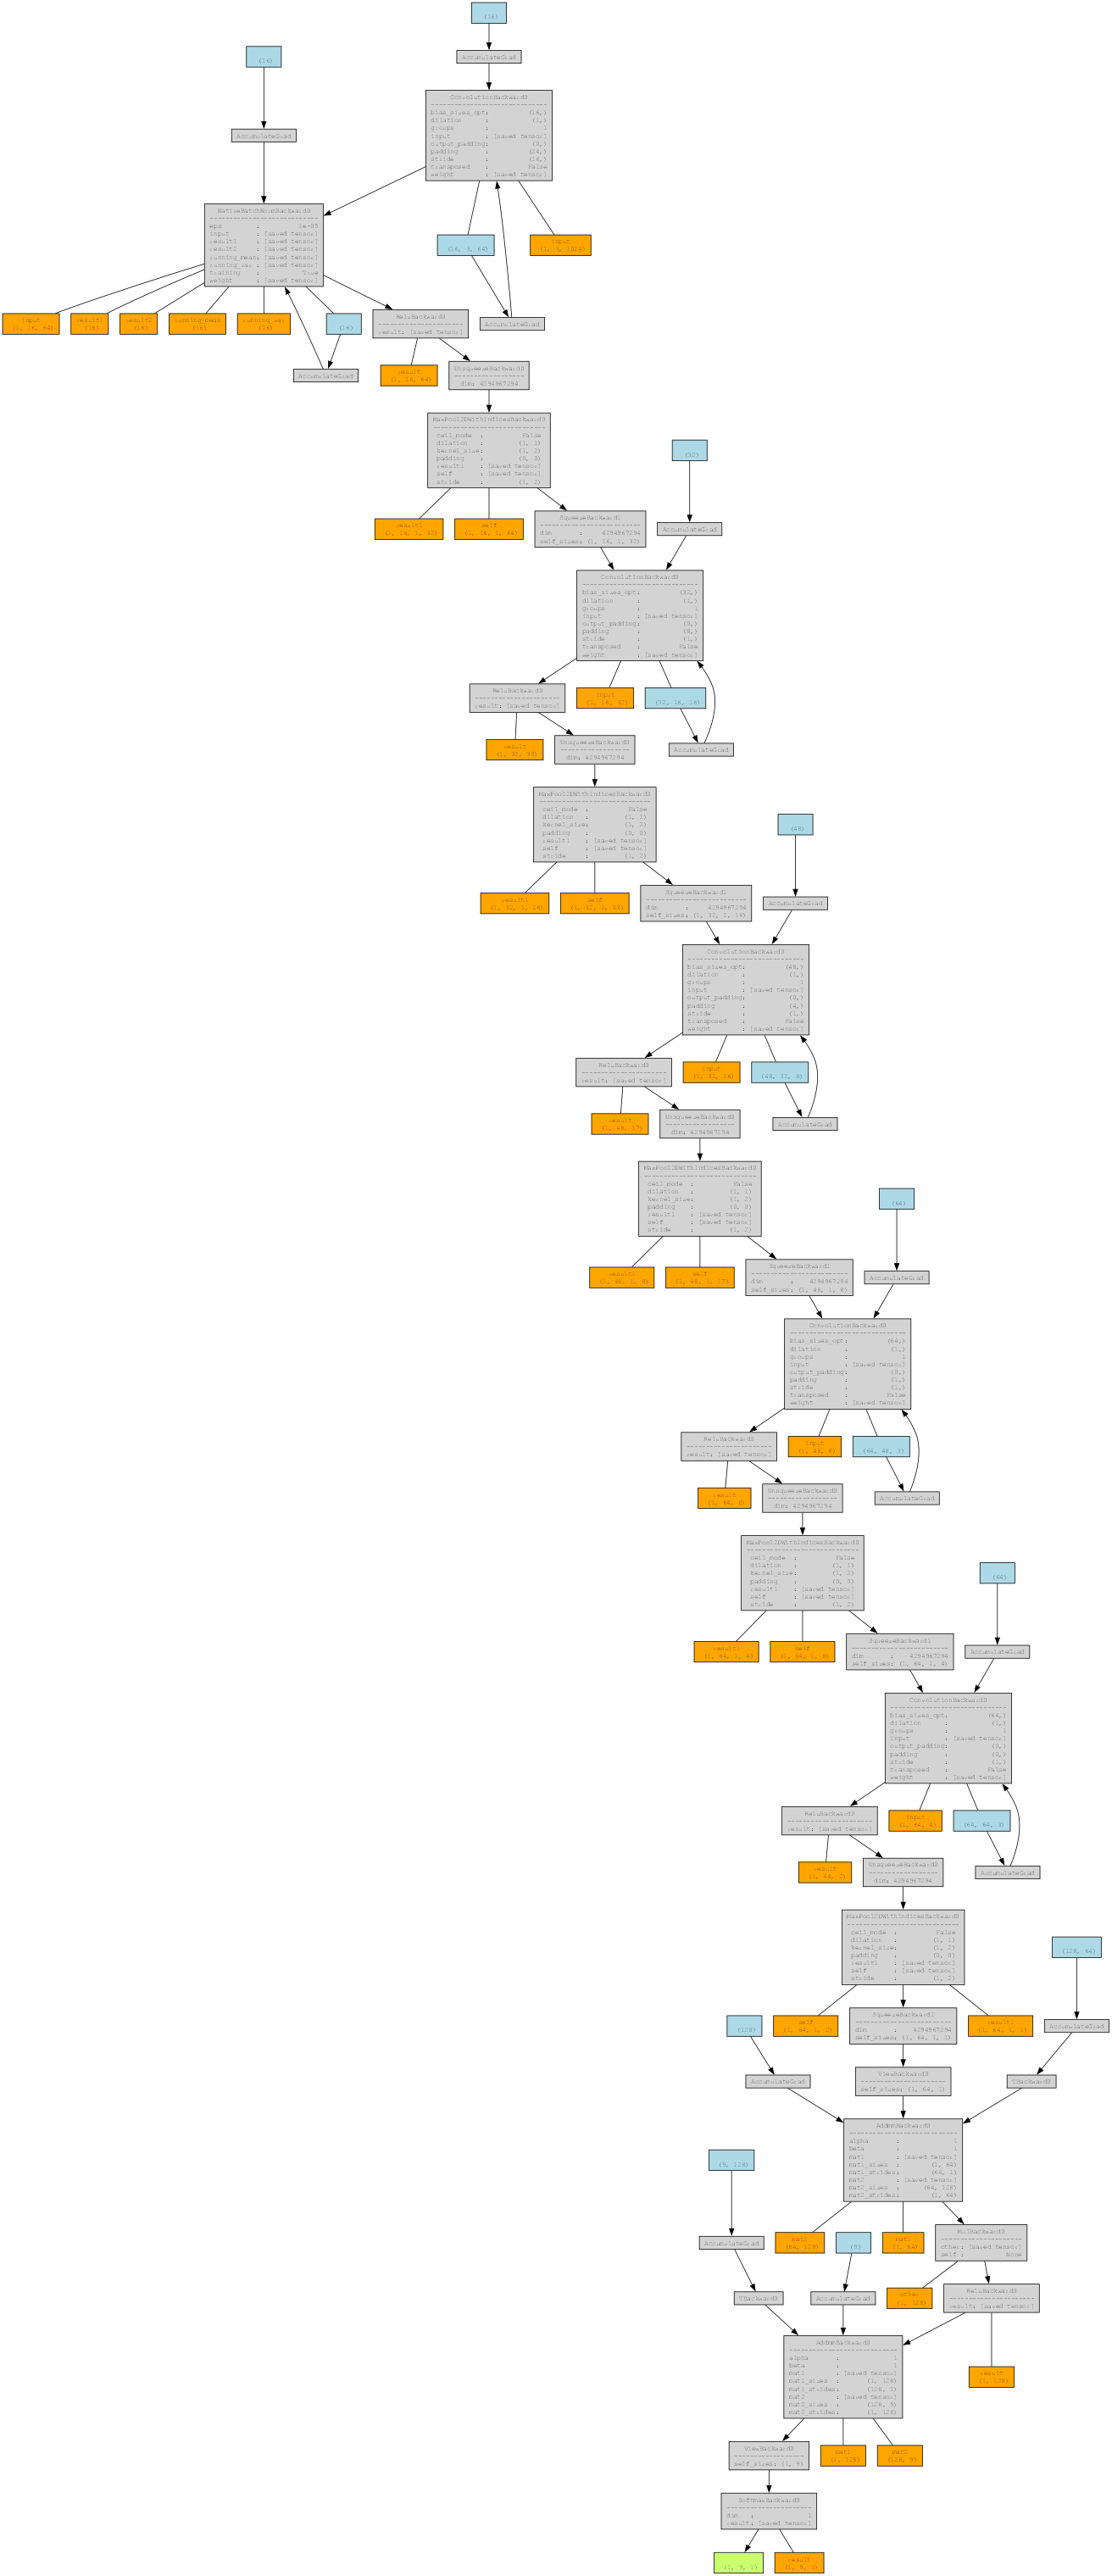 (16)
AccumulateGrad
(16)
AccumulateGrad
ConvolutionBackward0
------------------------------
bias_sizes_opt: (16,)
dilation : (1,)
groups : 1
input : [saved tensor]
output_padding: (0,)
padding : (24,)
stride : (16,)
transposed : False
weight : [saved tensor]
NativeBatchNormBackward0
----------------------------
eps : 1e-05
input : [saved tensor]
result1 : [saved tensor]
result2 : [saved tensor]
running_mean: [saved tensor]
running_var : [saved tensor]
training : True
weight : [saved tensor]
(16, 3, 64)
input
(1, 3, 1024)
AccumulateGrad
input
(1, 16, 64)
result1
(16)
result2
(16)
running_mean
(16)
running_var
(16)
(16)
AccumulateGrad
ReluBackward0
----------------------
result: [saved tensor]
result
(1, 16, 64)
UnsqueezeBackward0
------------------
dim: 4294967294
MaxPool2DWithIndicesBackward0
-----------------------------
ceil_mode : False
dilation : (1, 1)
kernel_size: (1, 2)
padding : (0, 0)
result1 : [saved tensor]
self : [saved tensor]
stride : (1, 2)
result1
(1, 16, 1, 32)
self
(1, 16, 1, 64)
SqueezeBackward1
--------------------------
dim : 4294967294
self_sizes: (1, 16, 1, 32)
(32)
AccumulateGrad
ConvolutionBackward0
------------------------------
bias_sizes_opt: (32,)
dilation : (1,)
groups : 1
input : [saved tensor]
output_padding: (0,)
padding : (8,)
stride : (1,)
transposed : False
weight : [saved tensor]
ReluBackward0
----------------------
result: [saved tensor]
input
(1, 16, 32)
(32, 16, 16)
AccumulateGrad
result
(1, 32, 33)
UnsqueezeBackward0
------------------
dim: 4294967294
MaxPool2DWithIndicesBackward0
-----------------------------
ceil_mode : False
dilation : (1, 1)
kernel_size: (1, 2)
padding : (0, 0)
result1 : [saved tensor]
self : [saved tensor]
stride : (1, 2)
result1
(1, 32, 1, 16)
self
(1, 32, 1, 33)
SqueezeBackward1
--------------------------
dim : 4294967294
self_sizes: (1, 32, 1, 16)
(48)
AccumulateGrad
ConvolutionBackward0
------------------------------
bias_sizes_opt: (48,)
dilation : (1,)
groups : 1
input : [saved tensor]
output_padding: (0,)
padding : (4,)
stride : (1,)
transposed : False
weight : [saved tensor]
ReluBackward0
----------------------
result: [saved tensor]
input
(1, 32, 16)
(48, 32, 8)
AccumulateGrad
result
(1, 48, 17)
UnsqueezeBackward0
------------------
dim: 4294967294
MaxPool2DWithIndicesBackward0
-----------------------------
ceil_mode : False
dilation : (1, 1)
kernel_size: (1, 2)
padding : (0, 0)
result1 : [saved tensor]
self : [saved tensor]
stride : (1, 2)
result1
(1, 48, 1, 8)
self
(1, 48, 1, 17)
SqueezeBackward1
-------------------------
dim : 4294967294
self_sizes: (1, 48, 1, 8)
(64)
AccumulateGrad
ConvolutionBackward0
------------------------------
bias_sizes_opt: (64,)
dilation : (1,)
groups : 1
input : [saved tensor]
output_padding: (0,)
padding : (1,)
stride : (1,)
transposed : False
weight : [saved tensor]
ReluBackward0
----------------------
result: [saved tensor]
input
(1, 48, 8)
(64, 48, 3)
AccumulateGrad
result
(1, 64, 8)
UnsqueezeBackward0
------------------
dim: 4294967294
MaxPool2DWithIndicesBackward0
-----------------------------
ceil_mode : False
dilation : (1, 1)
kernel_size: (1, 2)
padding : (0, 0)
result1 : [saved tensor]
self : [saved tensor]
stride : (1, 2)
result1
(1, 64, 1, 4)
self
(1, 64, 1, 8)
SqueezeBackward1
-------------------------
dim : 4294967294
self_sizes: (1, 64, 1, 4)
(64)
AccumulateGrad
ConvolutionBackward0
------------------------------
bias_sizes_opt: (64,)
dilation : (1,)
groups : 1
input : [saved tensor]
output_padding: (0,)
padding : (0,)
stride : (1,)
transposed : False
weight : [saved tensor]
ReluBackward0
----------------------
result: [saved tensor]
input
(1, 64, 4)
(64, 64, 3)
AccumulateGrad
result
(1, 64, 2)
UnsqueezeBackward0
------------------
dim: 4294967294
MaxPool2DWithIndicesBackward0
-----------------------------
ceil_mode : False
dilation : (1, 1)
kernel_size: (1, 2)
padding : (0, 0)
result1 : [saved tensor]
self : [saved tensor]
stride : (1, 2)
(128, 64)
AccumulateGrad
(128)
self
(1, 64, 1, 2)
SqueezeBackward1
-------------------------
dim : 4294967294
self_sizes: (1, 64, 1, 1)
result1
(1, 64, 1, 1)
AccumulateGrad
ViewBackward0
----------------------
self_sizes: (1, 64, 1)
TBackward0
AddmmBackward0
----------------------------
alpha : 1
beta : 1
mat1 : [saved tensor]
mat1_sizes : (1, 64)
mat1_strides: (64, 1)
mat2 : [saved tensor]
mat2_sizes : (64, 128)
mat2_strides: (1, 64)
(9, 128)
AccumulateGrad
mat2
(64, 128)
(9)
mat1
(1, 64)
MulBackward0
---------------------
other: [saved tensor]
self : None
TBackward0
AccumulateGrad
other
(1, 128)
ReluBackward0
----------------------
result: [saved tensor]
AddmmBackward0
----------------------------
alpha : 1
beta : 1
mat1 : [saved tensor]
mat1_sizes : (1, 128)
mat1_strides: (128, 1)
mat2 : [saved tensor]
mat2_sizes : (128, 9)
mat2_strides: (1, 128)
result
(1, 128)
ViewBackward0
------------------
self_sizes: (1, 9)
mat1
(1, 128)
mat2
(128, 9)
SoftmaxBackward0
----------------------
dim : 1
result: [saved tensor]
(1, 9, 1)
result
(1, 9, 1)